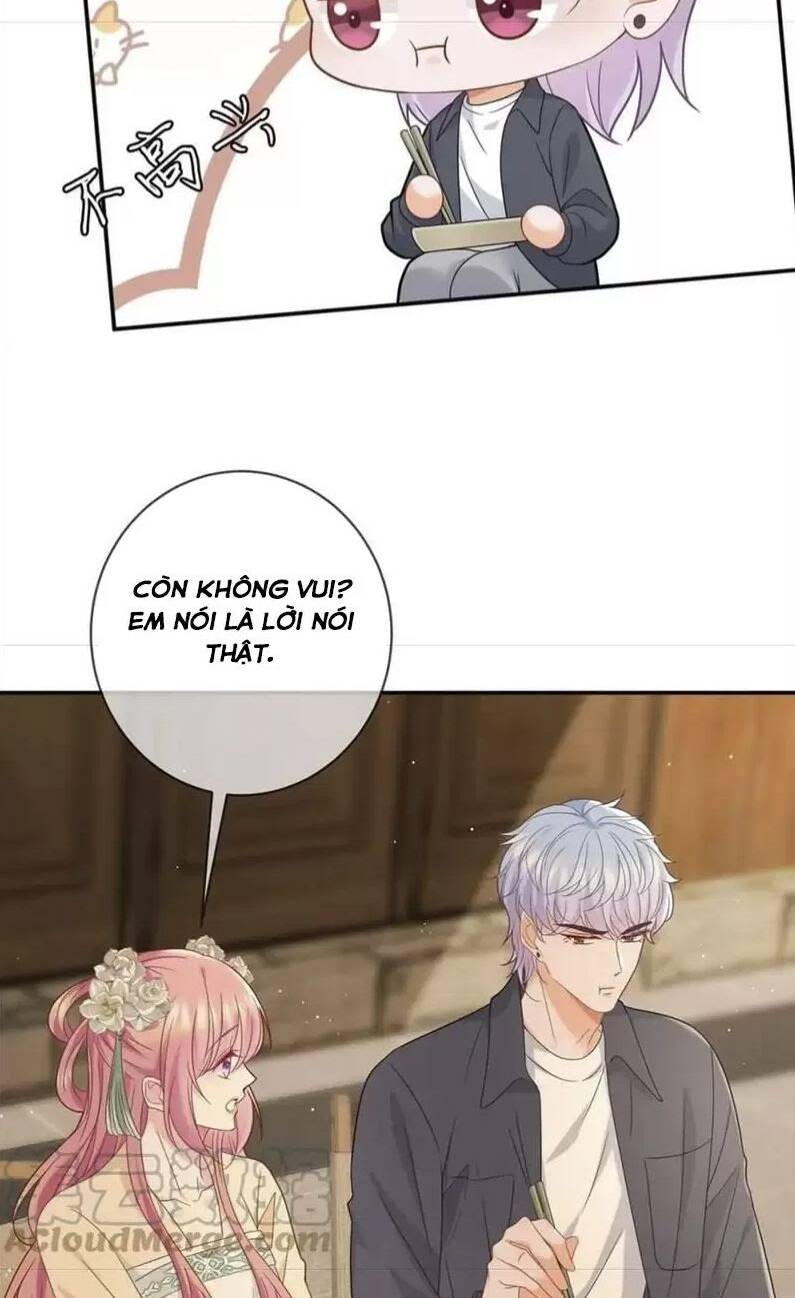 不高兴
CÒN KHÔNG VUI?
EM NÓI LÀ LỜI NÓI
THẬT.
ACloudMerge.com